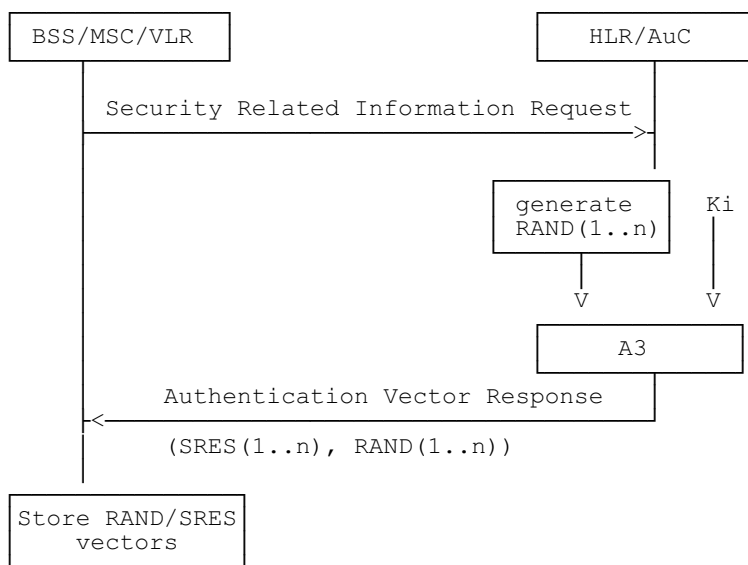 BSS/MSC/VLR
HLR/AuC
Security Related Information Request
generate
RAND(1..n)
Ki
V
V
A3
Authentication Vector Response
(SRES(1..n), RAND(1..n))
Store RAND/SRES
vectors